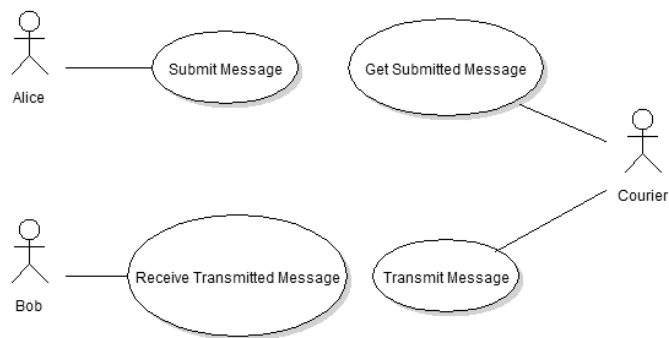 Submit Message
Get Submitted Message
Alice
Courier
Receive Transmitted Message
Transmit Message
Bob